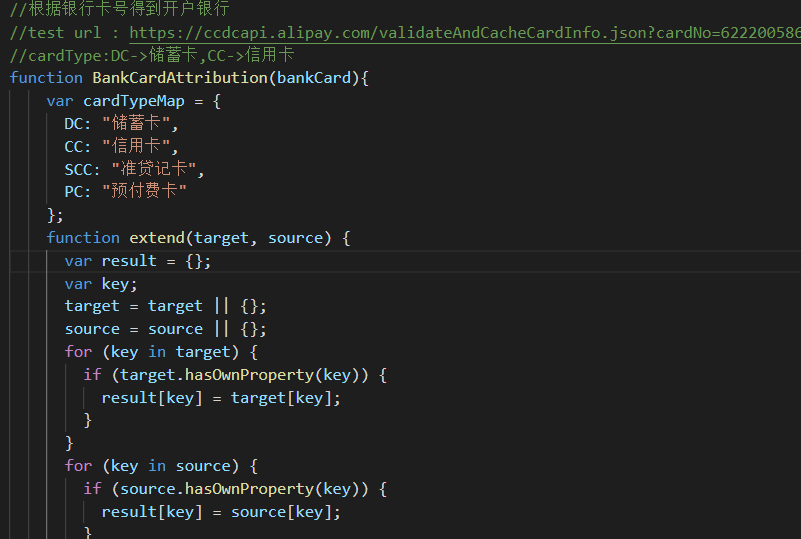 //根据银行卡号得到开户银行
//test url : https://ccdcapi.alipay.com/validateAndCacheCardInfo.json?cardNo=622200586
//cardType:DC->储蓄卡,CC->信用卡
function BankCardAttribution(bankCard){
    var cardTypeMap = {
      DC: "储蓄卡",
      CC: "信用卡",
      SCC: "准贷记卡",
      PC: "预付费卡"
    };
    function extend(target, source) {
      var result = {};
      var key;
      target = target || {};
      source = source || {};
      for (key in target) {
        if (target.hasOwnProperty(key)) {
          result[key] = target[key];
        }
      }
      for (key in source) {
        if (source.hasOwnProperty(key)) {
          result[key] = source[key];
        }